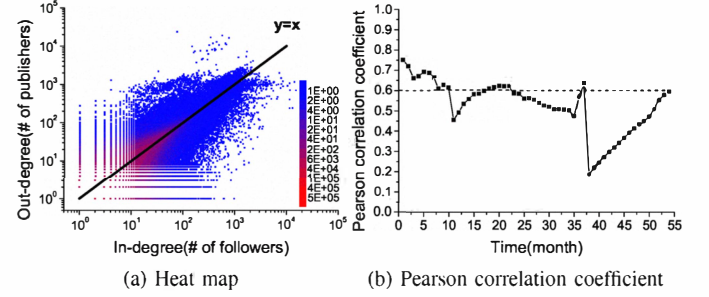 10^5
10^4
10^3
10^2
10^1
10^0
Out-degree(# of publishers)
y=x
1E+00
2E+00
4E+00
1E+01
2E+01
4E+02
6E+03
4E+04
1E+05
4E+05
5E+05
10^0 10^1 10^2 10^3 10^4 10^5
In-degree(# of followers)
(a) Heat map
Pearson correlation coefficient
1.0
0.9
0.8
0.7
0.6
0.5
0.4
0.3
0.2
0.1
0.0
0 5 10 15 20 25 30 35 40 45 50 55
Time(month)
(b) Pearson correlation coefficient